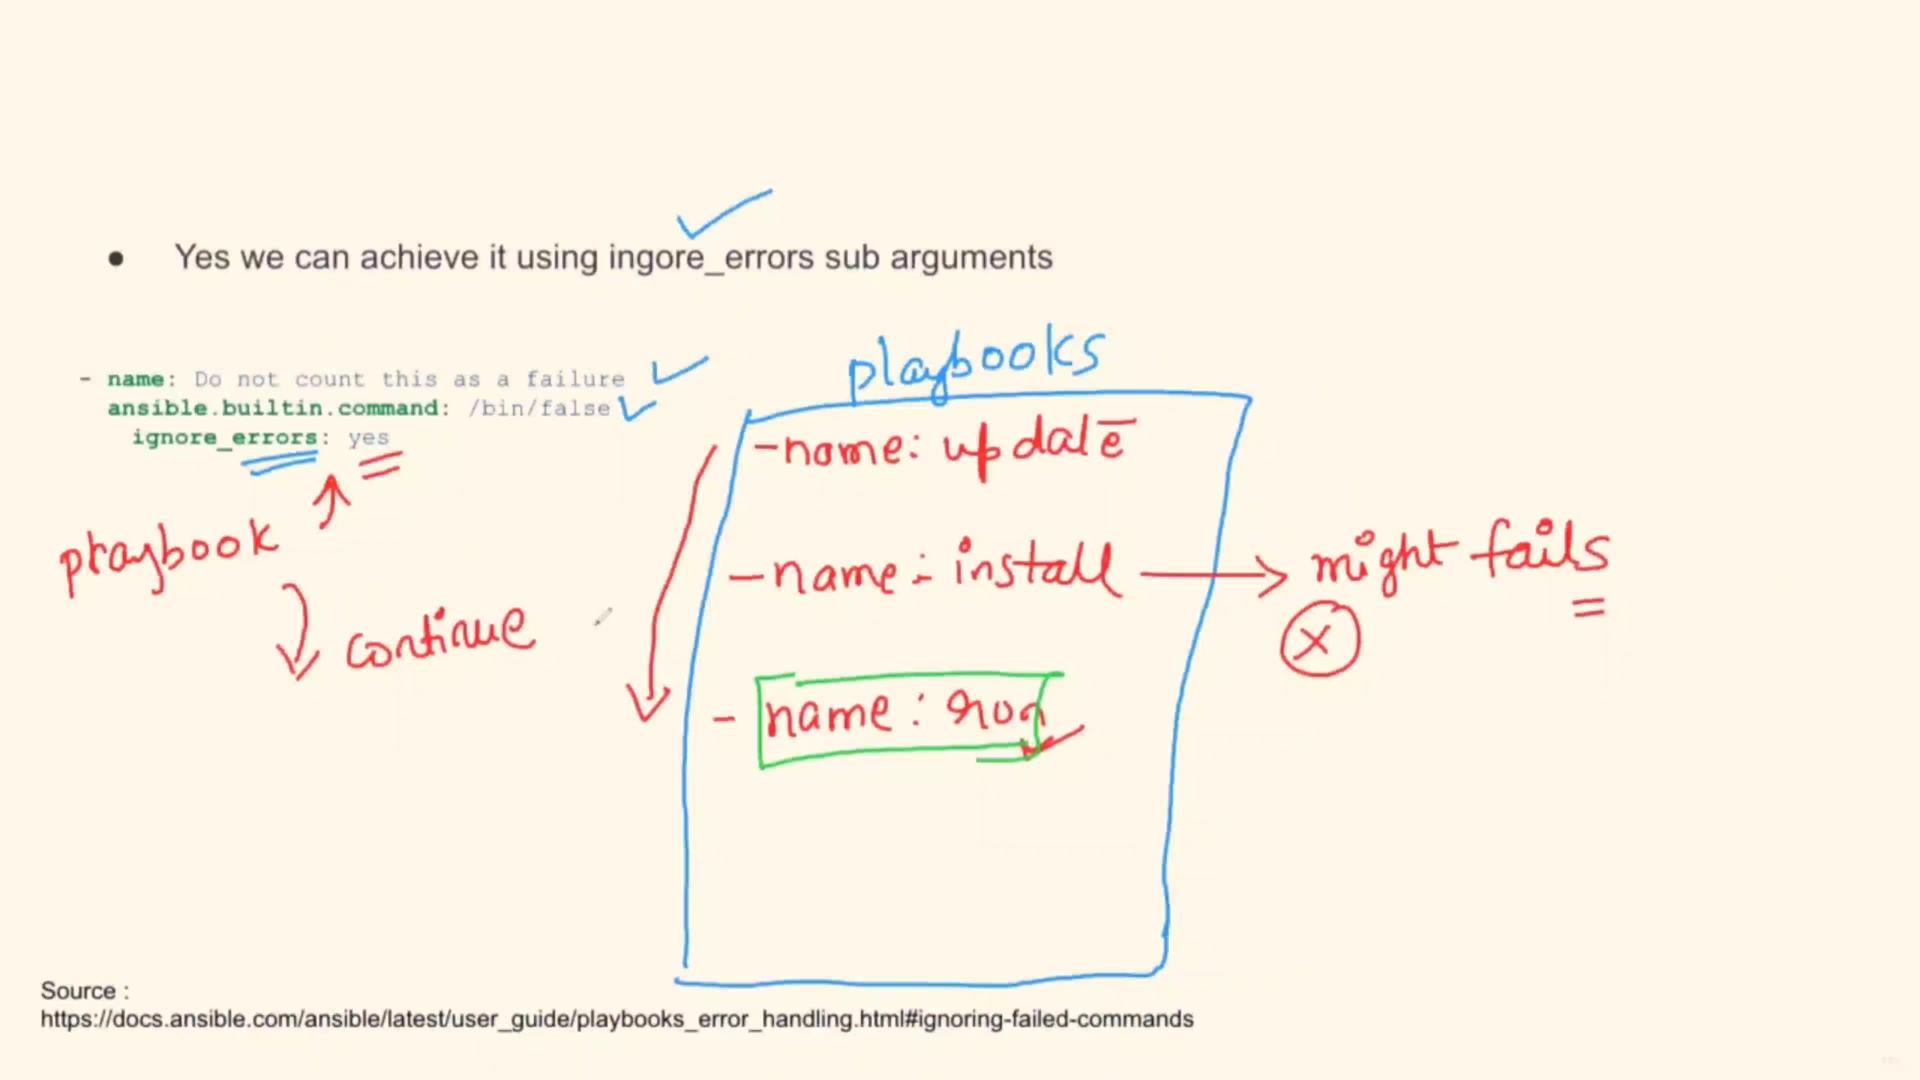 ● Yes we can achieve it using ingore_errors sub arguments
- name: Do not count this as a failure
ansible.builtin.command: /bin/false
ignore_errors: yes
playbook
continue
playbooks
-name: update
-name:- install
might fails
- name: run
Source :
https://docs.ansible.com/ansible/latest/user_guide/playbooks_error_handling.html#ignoring-failed-commands